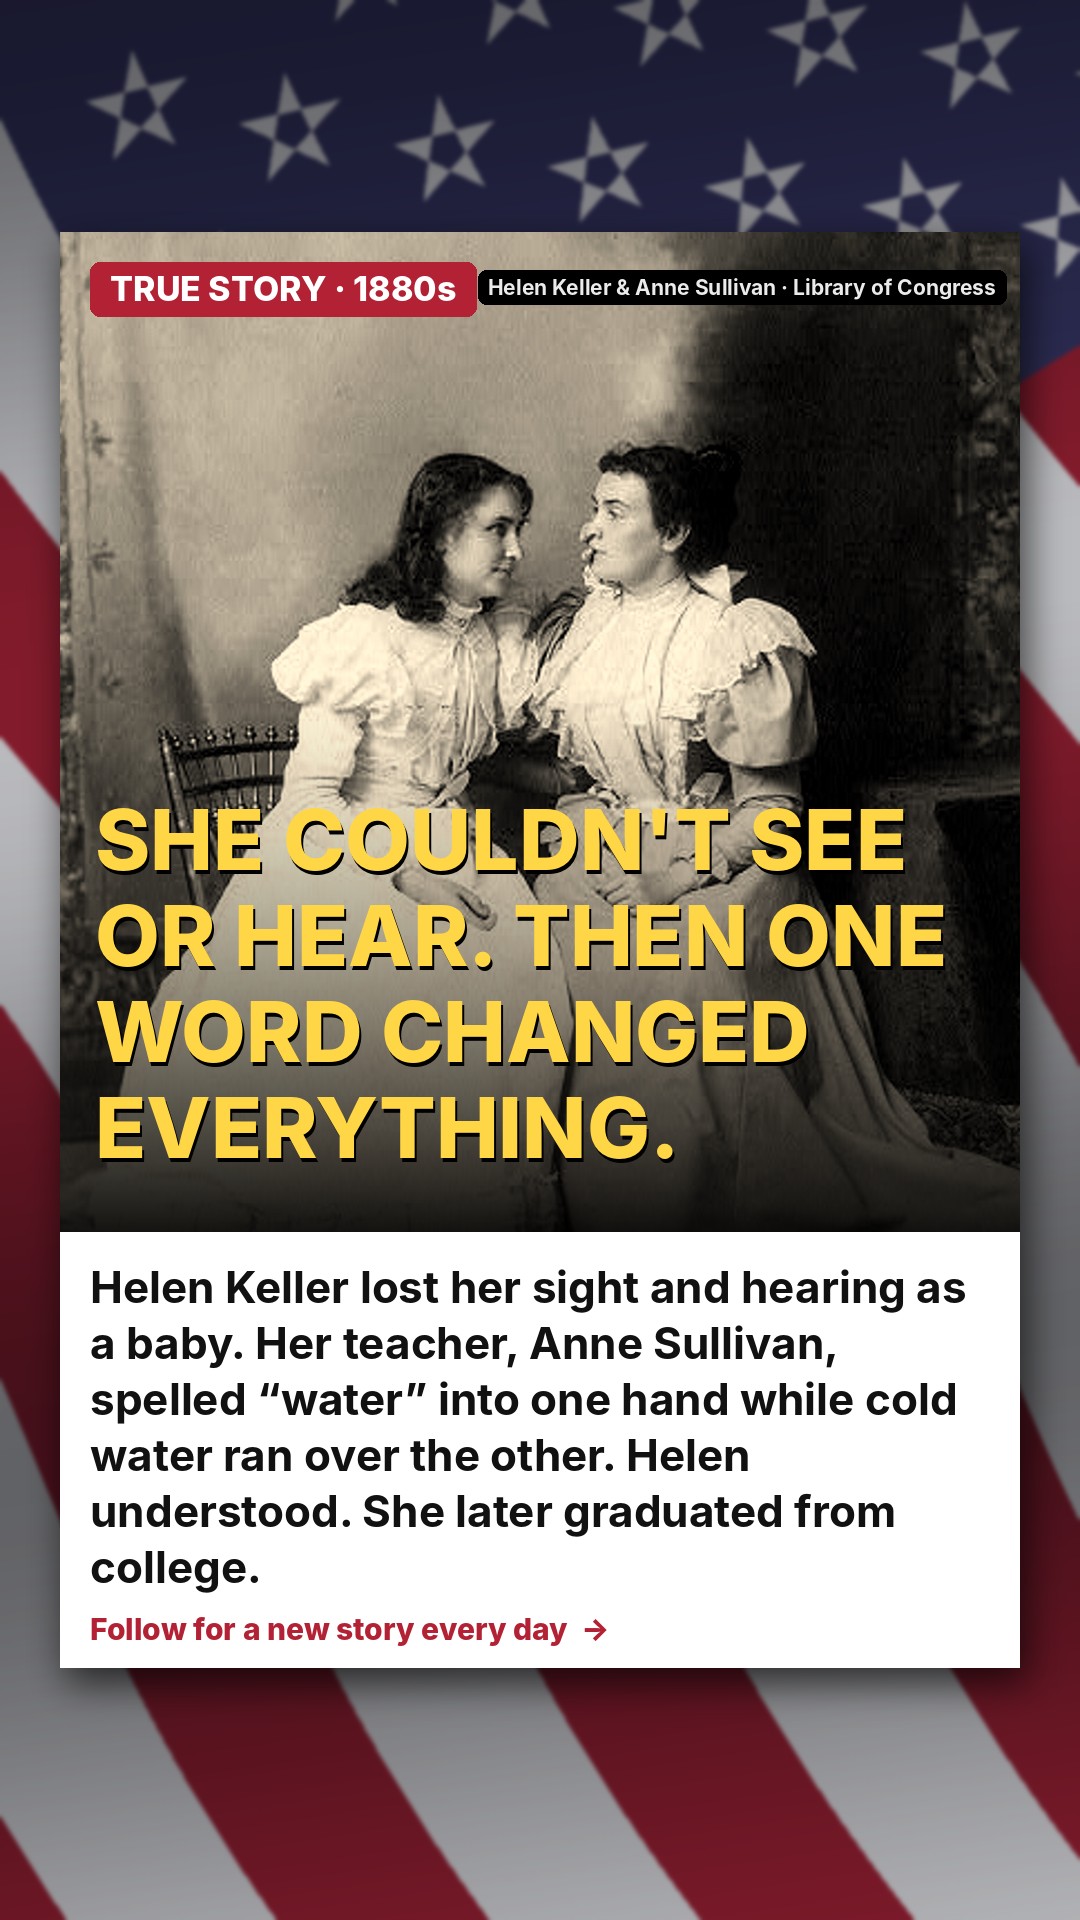 TRUE STORY · 1880s
Helen Keller & Anne Sullivan · Library of Congress
SHE COULDN'T SEE
OR HEAR. THEN ONE
WORD CHANGED
EVERYTHING.
Helen Keller lost her sight and hearing as
a baby. Her teacher, Anne Sullivan,
spelled “water” into one hand while cold
water ran over the other. Helen
understood. She later graduated from
college.
Follow for a new story every day →